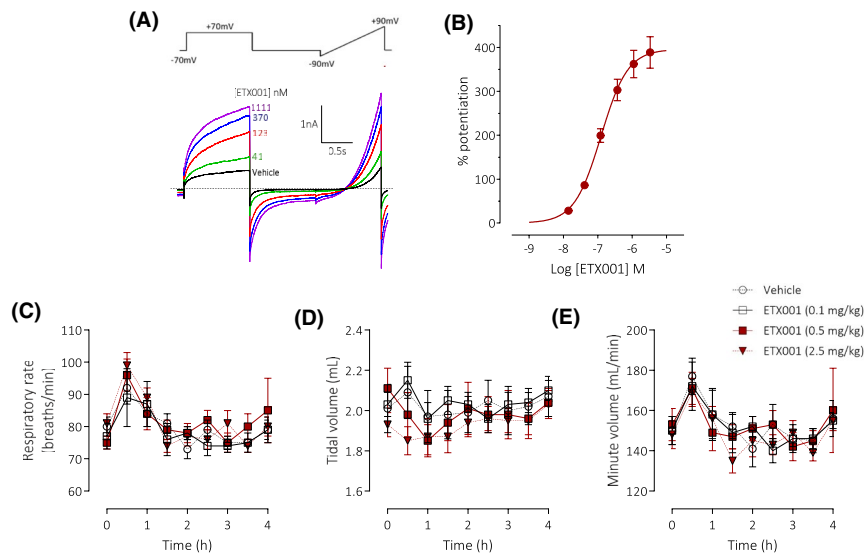 (A)
+70mV
+90mV
-70mV
-90mV
[ETX001] nM
1111
370
123
41
Vehicle
1nA
0.5s
(B)
% potentiation
400
300
200
100
0
-9 -8 -7 -6 -5
Log [ETX001] M
Vehicle
ETX001 (0.1 mg/kg)
ETX001 (0.5 mg/kg)
ETX001 (2.5 mg/kg)
(C)
Respiratory rate
[breaths/min]
110
100
90
80
70
60
0 1 2 3 4
Time (h)
(D)
Tidal volume (mL)
2.4
2.2
2.0
1.8
1.6
0 1 2 3 4
Time (h)
(E)
Minute volume (mL/min)
200
180
160
140
120
0 1 2 3 4
Time (h)